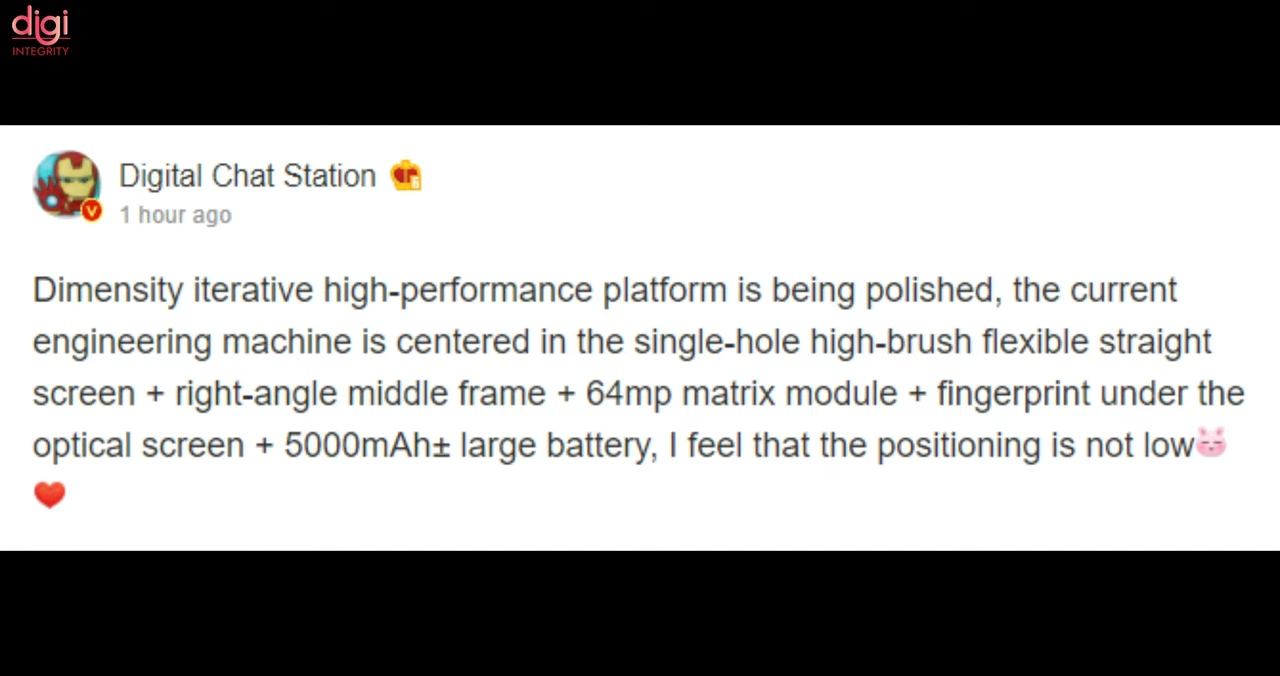 digi
INTEGRITY
Digital Chat Station
1 hour ago
Dimensity iterative high-performance platform is being polished, the current
engineering machine is centered in the single-hole high-brush flexible straight
screen + right-angle middle frame + 64mp matrix module + fingerprint under the
optical screen + 5000mAh± large battery, I feel that the positioning is not low